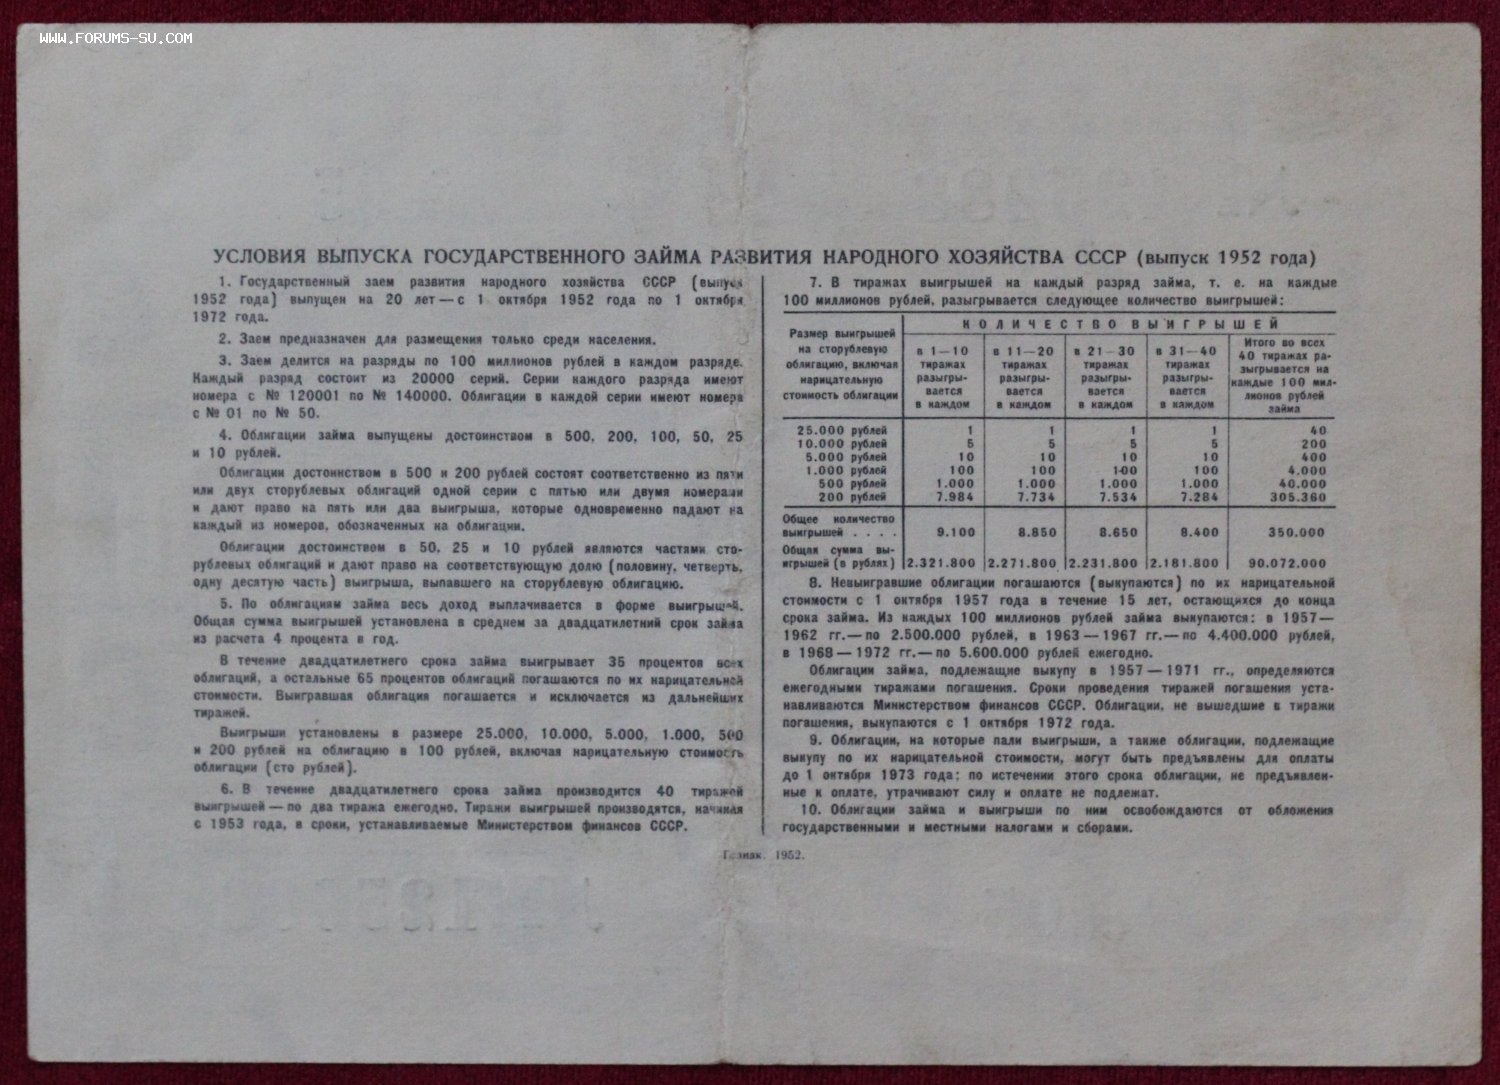 WWW.FORUMS-SU.COM
УСЛОВИЯ ВЫПУСКА ГОСУДАРСТВЕННОГО ЗАЙМА РАЗВИТИЯ НАРОДНОГО ХОЗЯЙСТВА СССР (выпуск 1952 года)
1. Государственный заем развития народного хозяйства СССР (выпуск
1952 года) выпущен на 20 лет — с 1 октября 1952 года по 1 октября
1972 года.
2. Заем предназначен для размещения только среди населения.
3. Заем делится на разряды по 100 миллионов рублей в каждом разряде.
Каждый разряд состоит из 20000 серий. Серии каждого разряда имеют
номера с № 120001 по № 140000. Облигации в каждой серии имеют номера
с № 01 по № 50.
4. Облигации займа выпущены достоинством в 500, 200, 100, 50, 25
и 10 рублей.
Облигации достоинством в 500 и 200 рублей состоят соответственно из пяти
или двух сторублевых облигаций одной серии с пятью или двумя номерами
и дают право на пять или два выигрыша, которые одновременно падают на
каждый из номеров, обозначенных на облигации.
Облигации достоинством в 50, 25 и 10 рублей являются частями сто-
рублевых облигаций и дают право на соответствующую долю (половину, четверть,
одну десятую часть) выигрыша, выпавшего на сторублевую облигацию.
5. По облигациям займа весь доход выплачивается в форме выигрышей.
Общая сумма выигрышей установлена в среднем за двадцатилетний срок займа
из расчета 4 процента в год.
В течение двадцатилетнего срока займа выигрывает 35 процентов всех
облигаций, а остальные 65 процентов облигаций погашаются по их нарицательной
стоимости. Выигравшая облигация погашается и исключается из дальнейших
тиражей.
Выигрыши установлены в размере 25.000, 10.000, 5.000, 1.000, 500
и 200 рублей на облигацию в 100 рублей, включая нарицательную стоимость
облигации (сто рублей).
6. В течение двадцатилетнего срока займа производится 40 тиражей
выигрышей — по два тиража ежегодно. Тиражи выигрышей производятся, начиная
с 1953 года, в сроки, устанавливаемые Министерством финансов СССР.
7. В тиражах выигрышей на каждый разряд займа, т. е. на каждые
100 миллионов рублей, разыгрывается следующее количество выигрышей:
Размер выигрышей
на сторублевую
облигацию, включая
нарицательную
стоимость облигации
КОЛИЧЕСТВО ВЫИГРЫШЕЙ
в 1—10
тиражах
разыгры-
вается
в каждом
в 11—20
тиражах
разыгры-
вается
в каждом
в 21—30
тиражах
разыгры-
вается
в каждом
в 31—40
тиражах
разыгры-
вается
в каждом
Итого во всех
40 тиражах ра-
зыгрывается на
каждые 100 мил-
лионов рублей
займа
25.000 рублей 1 1 1 1 40
10.000 рублей 5 5 5 5 200
5.000 рублей 10 10 10 10 400
1.000 рублей 100 100 100 100 4.000
500 рублей 1.000 1.000 1.000 1.000 40.000
200 рублей 7.984 7.734 7.534 7.284 305.360
Общее количество
выигрышей . . . . 9.100 8.850 8.650 8.400 350.000
Общая сумма вы-
игрышей (в рублях) 2.321.800 2.271.800 2.231.800 2.181.800 90.072.000
8. Невыигравшие облигации погашаются (выкупаются) по их нарицательной
стоимости с 1 октября 1957 года в течение 15 лет, остающихся до конца
срока займа. Из каждых 100 миллионов рублей займа выкупаются: в 1957—
1962 гг.—по 2.500.000 рублей, в 1963—1967 гг.—по 4.400.000 рублей,
в 1968—1972 гг.—по 5.600.000 рублей ежегодно.
Облигации займа, подлежащие выкупу в 1957—1971 гг., определяются
ежегодными тиражами погашения. Сроки проведения тиражей погашения уста-
навливаются Министерством финансов СССР. Облигации, не вышедшие в тиражи
погашения, выкупаются с 1 октября 1972 года.
9. Облигации, на которые пали выигрыши, а также облигации, подлежащие
выкупу по их нарицательной стоимости, могут быть предъявлены для оплаты
до 1 октября 1973 года; по истечении этого срока облигации, не предъявлен-
ные к оплате, утрачивают силу и оплате не подлежат.
10. Облигации займа и выигрыши по ним освобождаются от обложения
государственными и местными налогами и сборами.
Гознак. 1952.